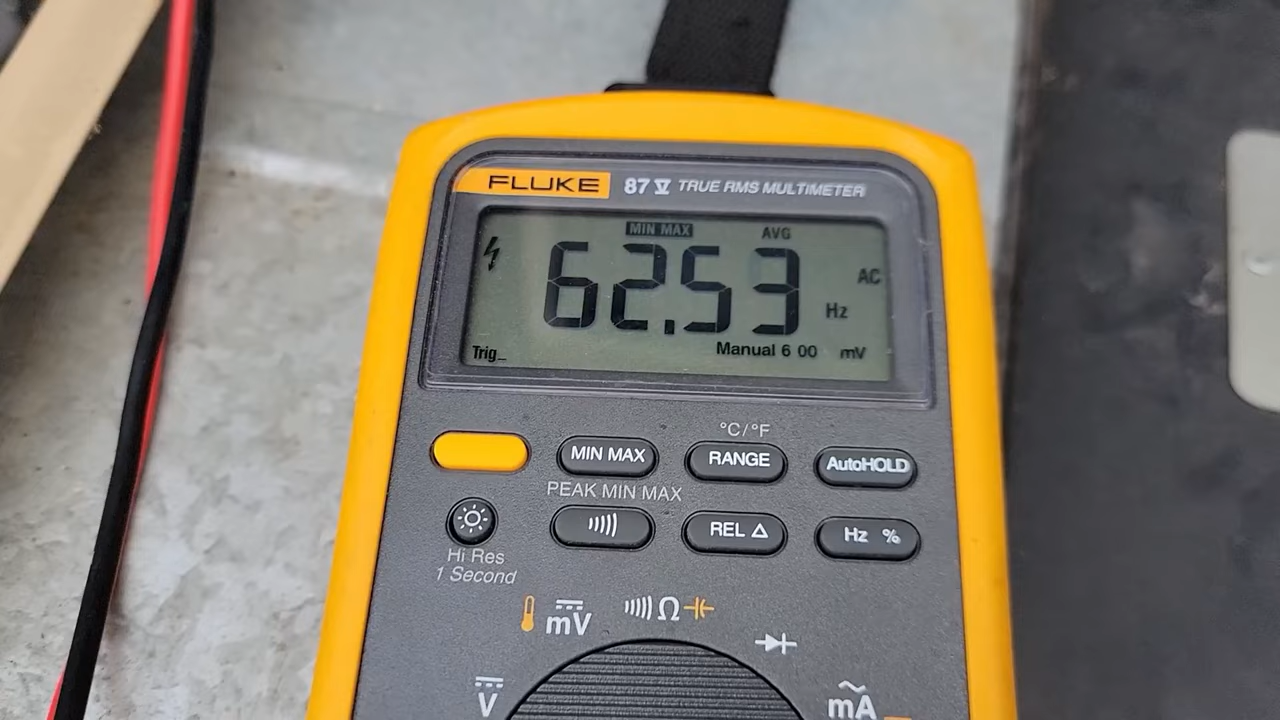 FLUKE 87 V TRUE RMS MULTIMETER
MIN MAX AVG
62.53 AC
Hz
Trig_ Manual 6 00 mV
°C/°F
MIN MAX RANGE AutoHOLD
PEAK MIN MAX
REL Δ Hz %
Hi Res
1 Second
mV Ω
V mA